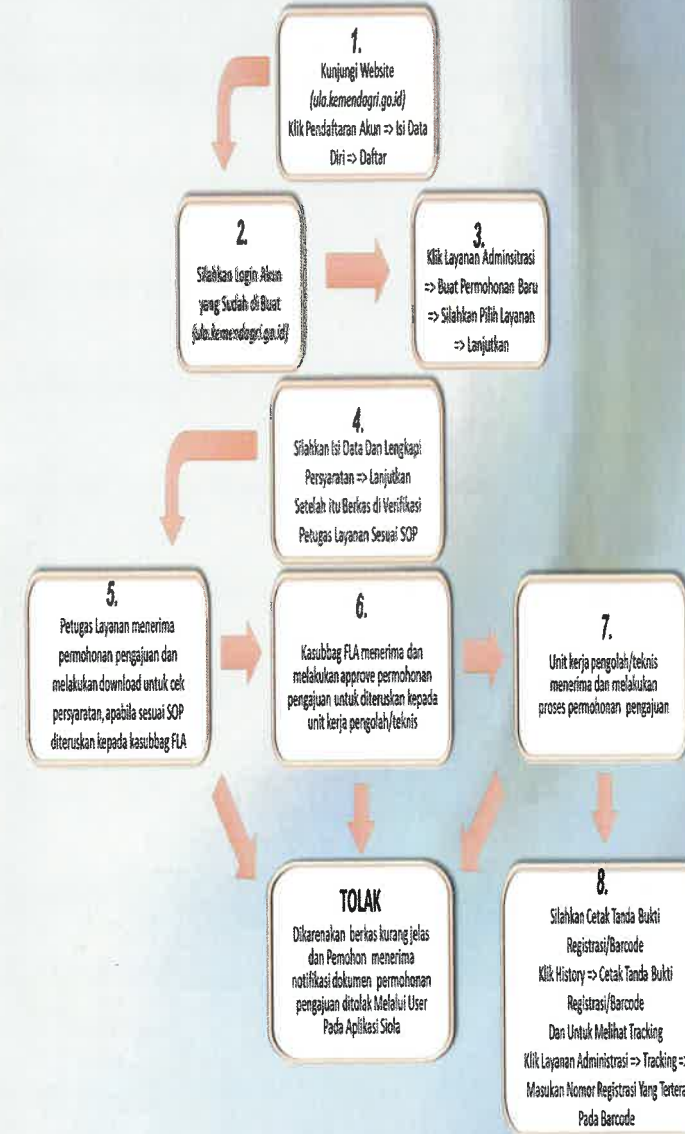 1.
Kunjungi Website
(ula.kemendagri.go.id)
Klik Pendaftaran Akun => Isi Data
Diri => Daftar
2.
Silahkan Login Akun
yang Sudah di Buat
(ula.kemendagri.go.id)
3.
Klik Layanan Adminsitrasi
=> Buat Permohonan Baru
=> Silahkan Pilih Layanan
=> Lanjutkan
4.
Silahkan Isi Data Dan Lengkapi
Persyaratan => Lanjutkan
Setelah itu Berkas di Verifikasi
Petugas Layanan Sesuai SOP
5.
Petugas Layanan menerima
permohonan pengajuan dan
melakukan download untuk cek
persyaratan, apabila sesuai SOP
diteruskan kepada kasubbag FLA
6.
Kasubbag FLA menerima dan
melakukan approve permohonan
pengajuan untuk diteruskan kepada
unit kerja pengolah/teknis
7.
Unit kerja pengolah/teknis
menerima dan melakukan
proses permohonan pengajuan
TOLAK
Dikarenakan berkas kurang jelas
dan Pemohon menerima
notifikasi dokumen permohonan
pengajuan ditolak Melalui User
Pada Aplikasi Siola
8.
Silahkan Cetak Tanda Bukti
Registrasi/Barcode
Klik History => Cetak Tanda Bukti
Registrasi/Barcode
Dan Untuk Melihat Tracking
Klik Layanan Administrasi => Tracking =>
Masukan Nomor Registrasi Yang Tertera
Pada Barcode